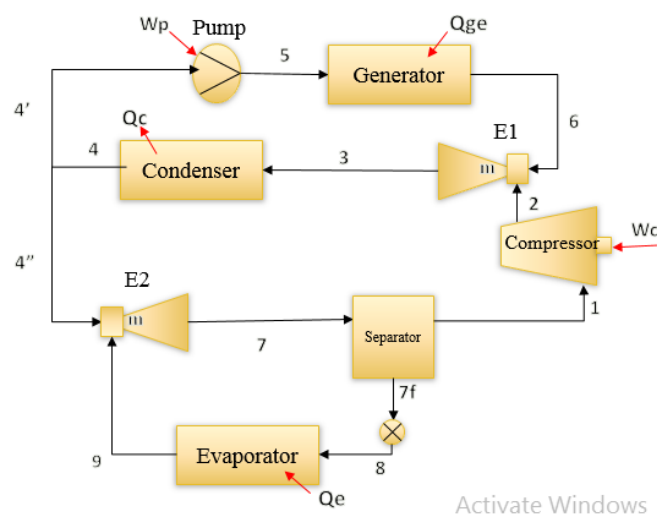 Wp
Pump
Qge
5
Generator
4'
Qc
E1
6
4
Condenser
3
m
2
Compressor
Wc
4"
E2
m
7
Separator
1
7f
9
Evaporator
8
Qe
Activate Windows